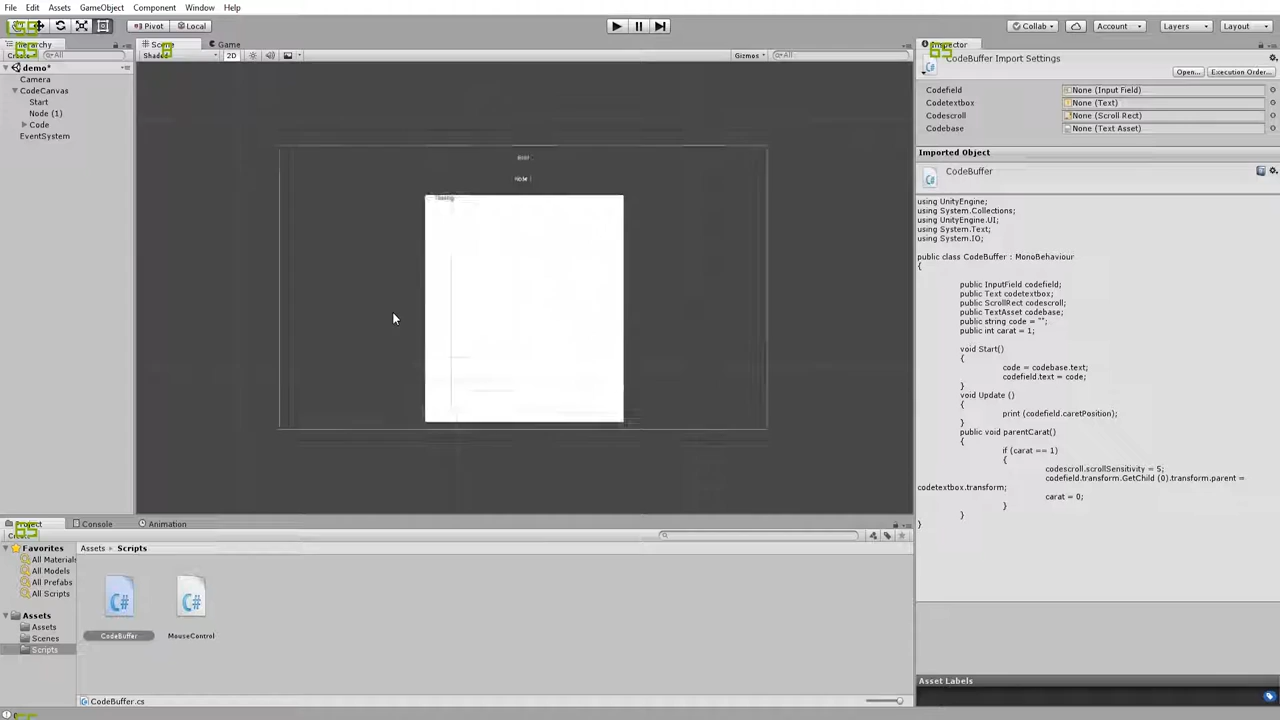 File Edit Assets GameObject Component Window Help
Pivot Local Collab Account Layers Layout
Hierarchy Scene Game Inspector
All Shaded 2D Gizmos All
CodeBuffer Import Settings
demo*
Camera
Open... Execution Order...
CodeCanvas
Codefield None (Input Field)
Start
Codetextbox None (Text)
Node (1)
Codescroll None (Scroll Rect)
Code
Codebase None (Text Asset)
EventSystem
Imported Object
CodeBuffer
using UnityEngine;
using System.Collections;
using UnityEngine.UI;
using System.Text;
using System.IO;
public class CodeBuffer : MonoBehaviour
{
public InputField codefield;
public Text codetextbox;
public ScrollRect codescroll;
public TextAsset codebase;
public string code = "";
public int carat = 1;
void Start()
{
code = codebase.text;
codefield.text = code;
}
void Update ()
{
print (codefield.caretPosition);
}
public void parentCarat()
{
if (carat == 1)
{
codescroll.scrollSensitivity = 5;
codefield.transform.GetChild (0).transform.parent =
codetextbox.transform;
carat = 0;
}
}
}
Project Console Animation
Favorites
All Materials
All Models
All Prefabs
All Scripts
Assets
Assets
Scenes
Scripts
Assets Scripts
C# C#
CodeBuffer MouseControl
CodeBuffer.cs
Asset Labels